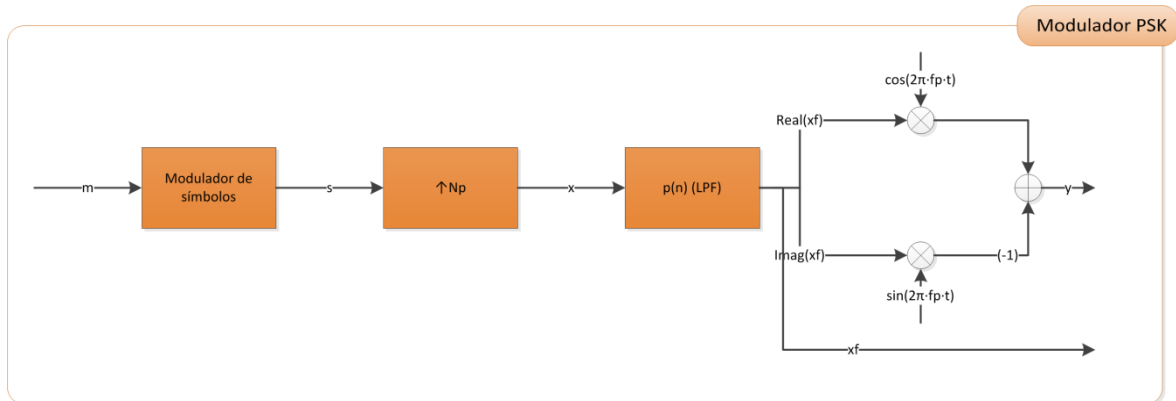 Modulador PSK
cos(2π·fp·t)
Real(xf)
m
Modulador de
símbolos
s
↑Np
x
p(n) (LPF)
y
Imag(xf)
(-1)
sin(2π·fp·t)
xf